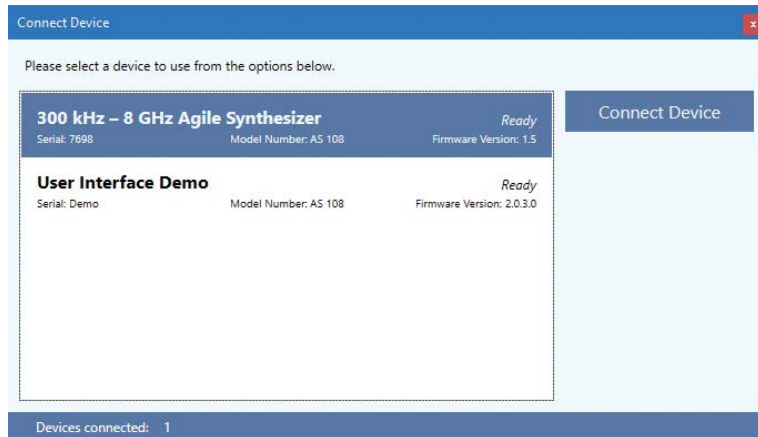 Connect Device
x
Please select a device to use from the options below.
300 kHz – 8 GHz Agile Synthesizer Ready
Serial: 7698 Model Number: AS 108 Firmware Version: 1.5
Connect Device
User Interface Demo Ready
Serial: Demo Model Number: AS 108 Firmware Version: 2.0.3.0
Devices connected: 1